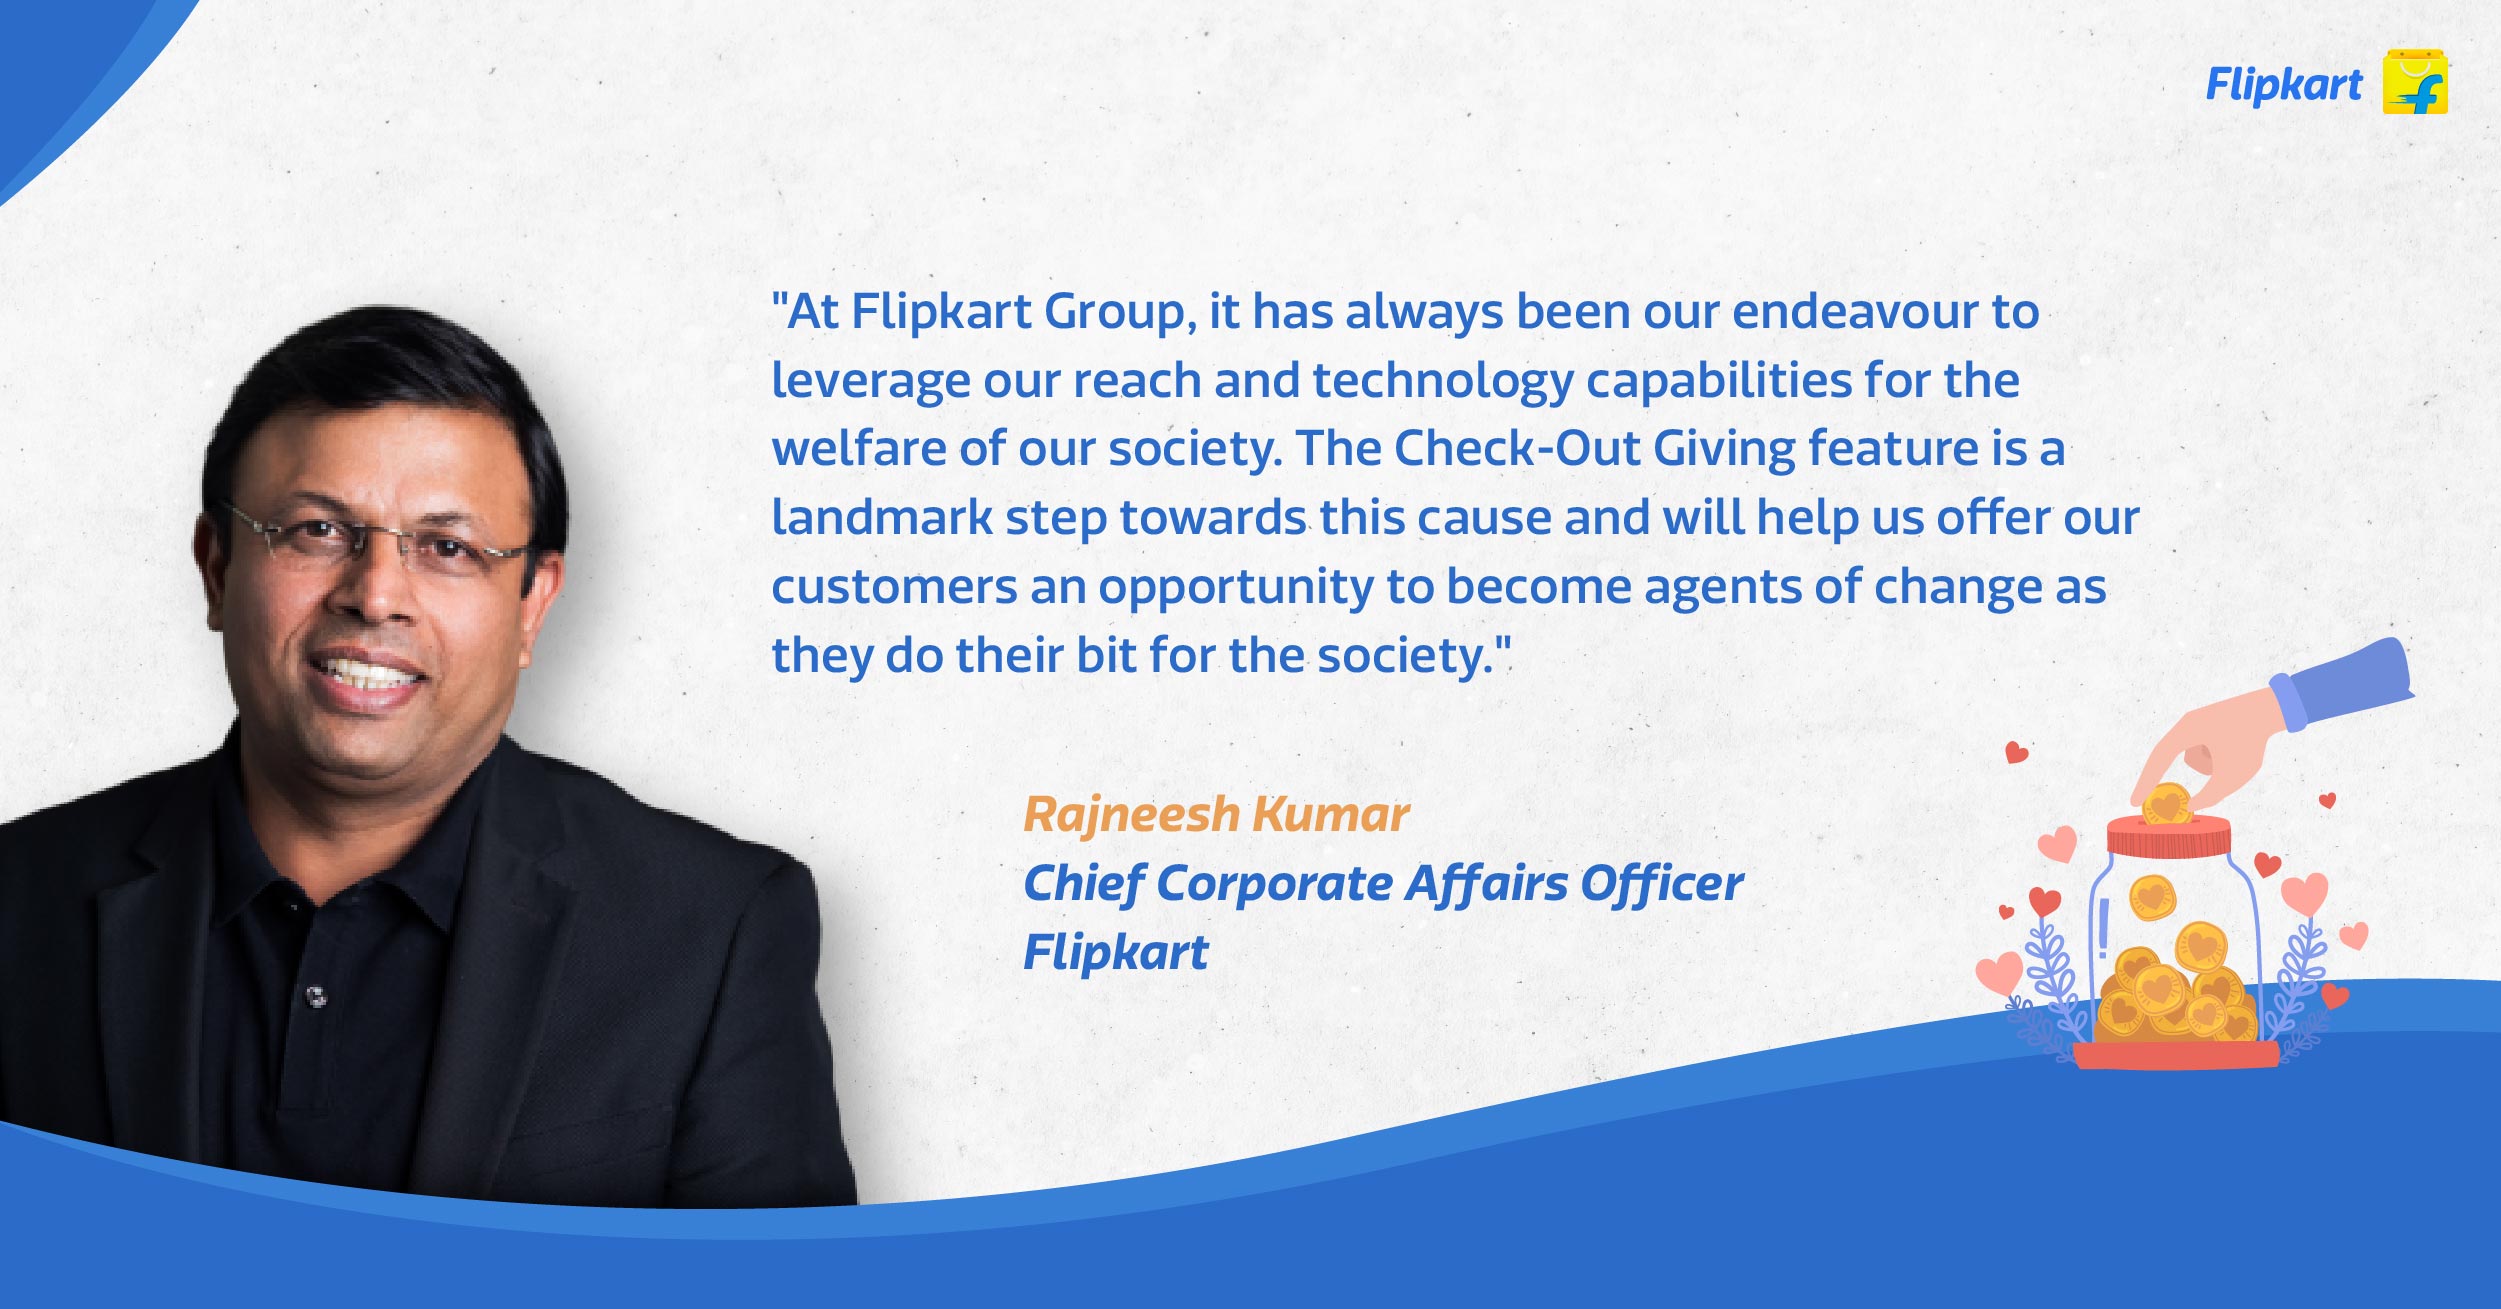 Flipkart
"At Flipkart Group, it has always been our endeavour to
leverage our reach and technology capabilities for the
welfare of our society. The Check-Out Giving feature is a
landmark step towards this cause and will help us offer our
customers an opportunity to become agents of change as
they do their bit for the society."
Rajneesh Kumar
Chief Corporate Affairs Officer
Flipkart